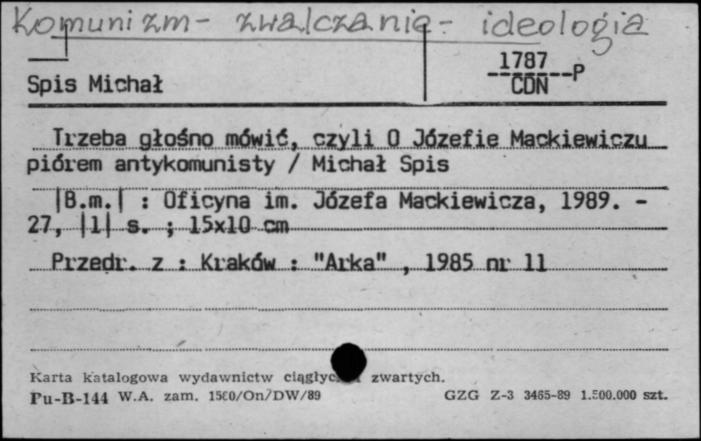 Komunizm - zwalczanie - ideologia
1787
Spis Michał --------P
CDN
Trzeba głośno mówić, czyli O Józefie Mackiewiczu
piórem antykomunisty / Michał Spis
|B.m.| : Oficyna im. Józefa Mackiewicza, 1989. -
27, |1| s. ; 15x10 cm
Przedr. z : Kraków : "Arka" , 1985 nr 11
Karta katalogowa wydawnictw zwartych.
Pu-B-144 W.A. zam. 1500/On/DW/89 GZG Z-3 3465-89 1.500.000 szt.